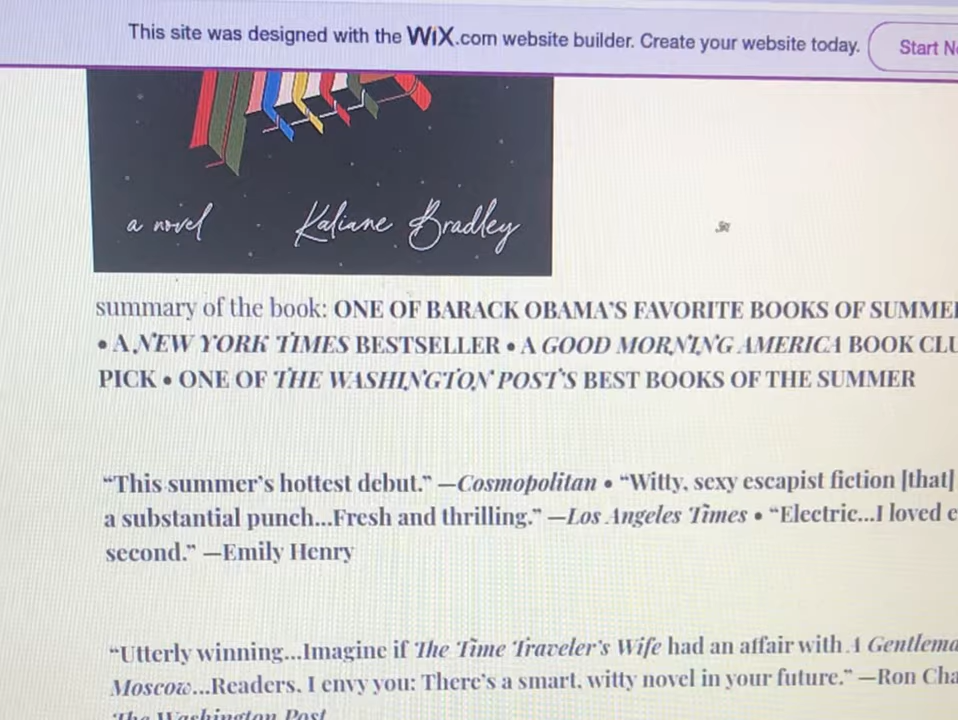 This site was designed with the WiX.com website builder. Create your website today.
Start
a novel Kaliane Bradley
summary of the book: ONE OF BARACK OBAMA'S FAVORITE BOOKS OF
• A NEW YORK TIMES BESTSELLER • A GOOD MORNING AMERICA BOOK
PICK • ONE OF THE WASHINGTON POST'S BEST BOOKS OF THE SUMMER
“This summer's hottest debut.” —Cosmopolitan • “Witty, sexy escapist fiction [that]
a substantial punch...Fresh and thrilling.” —Los Angeles Times • “Electric...I loved
second.” —Emily Henry
“Utterly winning...Imagine if The Time Traveler's Wife had an affair with A
Moscow...Readers, I envy you: There's a smart, witty novel in your future.” —Ron
The Washington Post